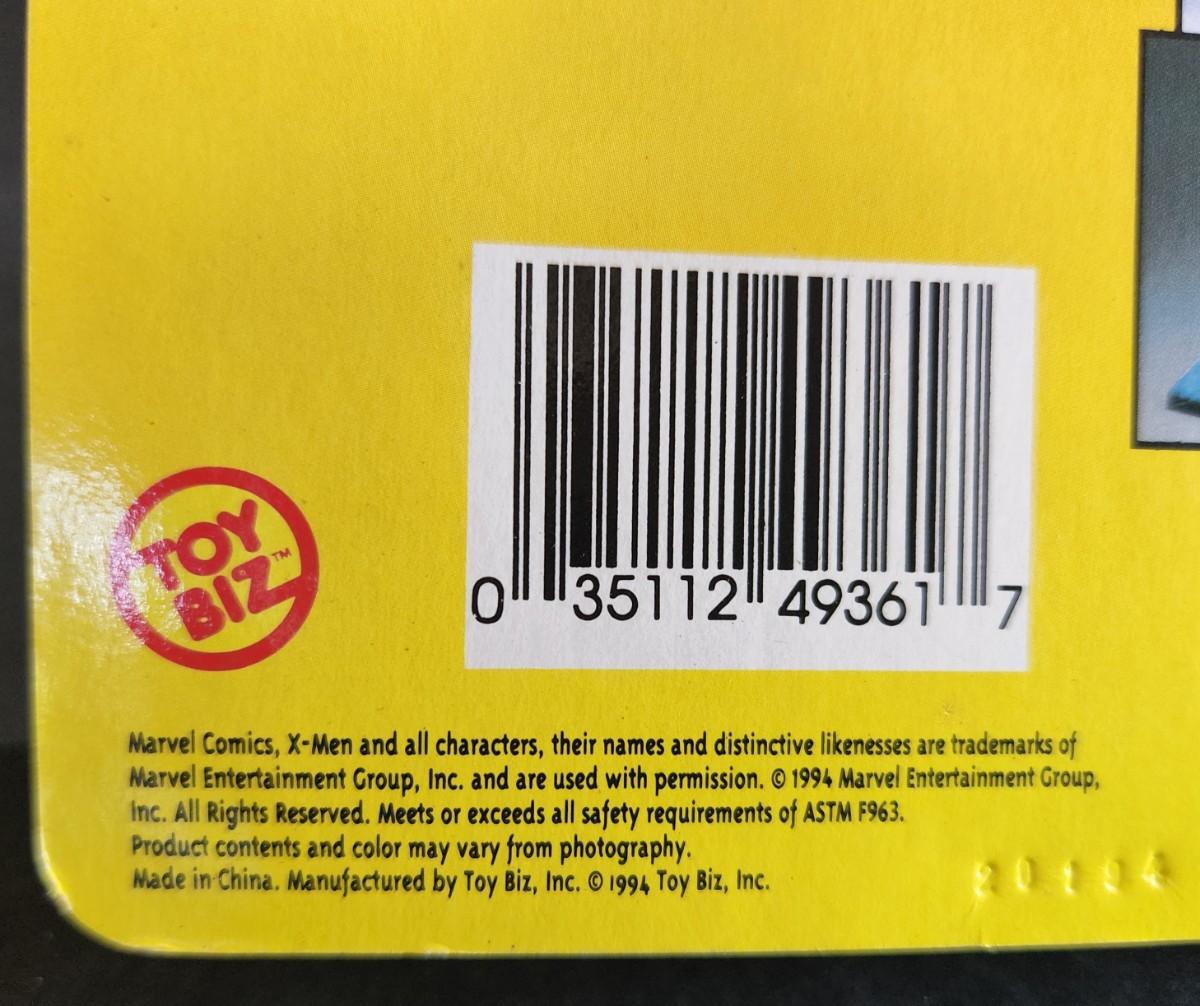 0 35112 49361 7
TOY
BIZ™
Marvel Comics, X-Men and all characters, their names and distinctive likenesses are trademarks of
Marvel Entertainment Group, Inc. and are used with permission. © 1994 Marvel Entertainment Group,
Inc. All Rights Reserved. Meets or exceeds all safety requirements of ASTM F963.
Product contents and color may vary from photography.
Made in China. Manufactured by Toy Biz, Inc. © 1994 Toy Biz, Inc.